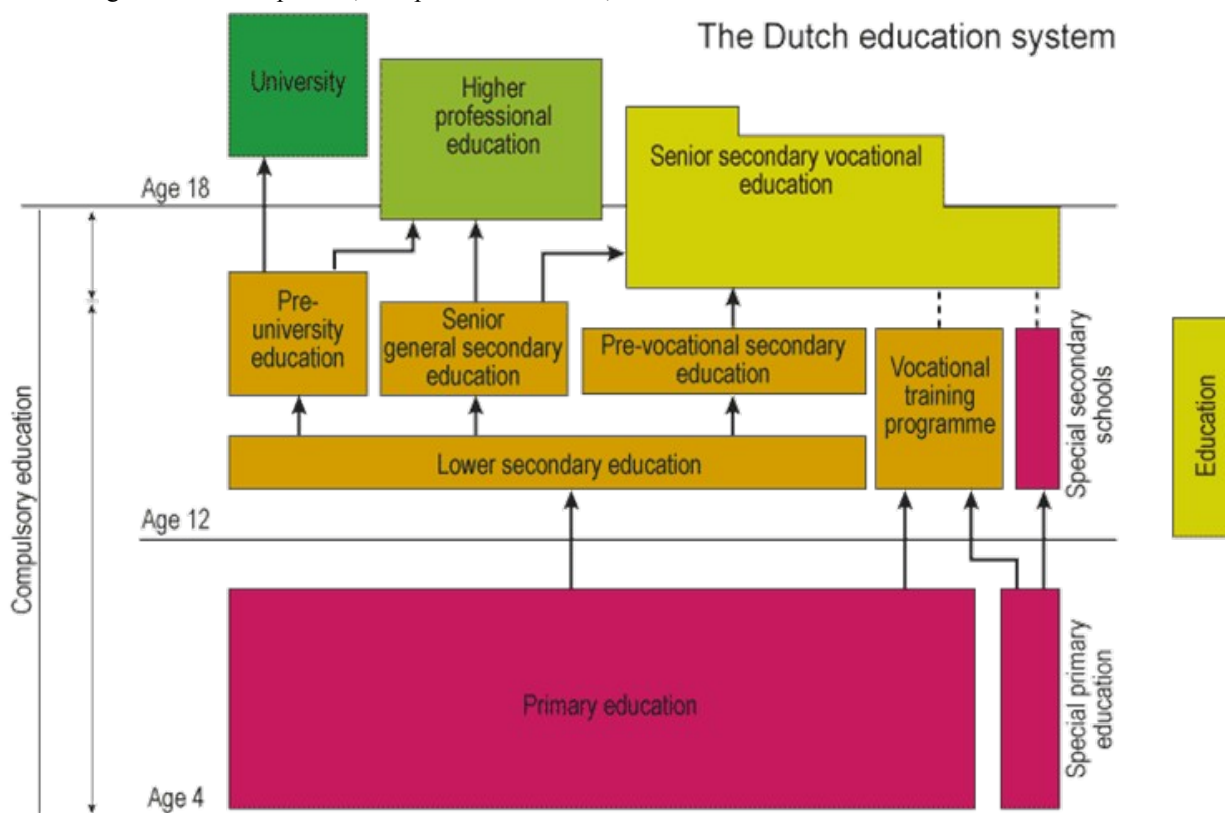 The Dutch education system
University
Higher
professional
education
Senior secondary vocational
education
Age 18
Pre-
university
education
Senior
general secondary
education
Pre-vocational secondary
education
Vocational
training
programme
Special secondary
schools
Lower secondary education
Education
Compulsory education
Age 12
Primary education
Special primary
education
Age 4